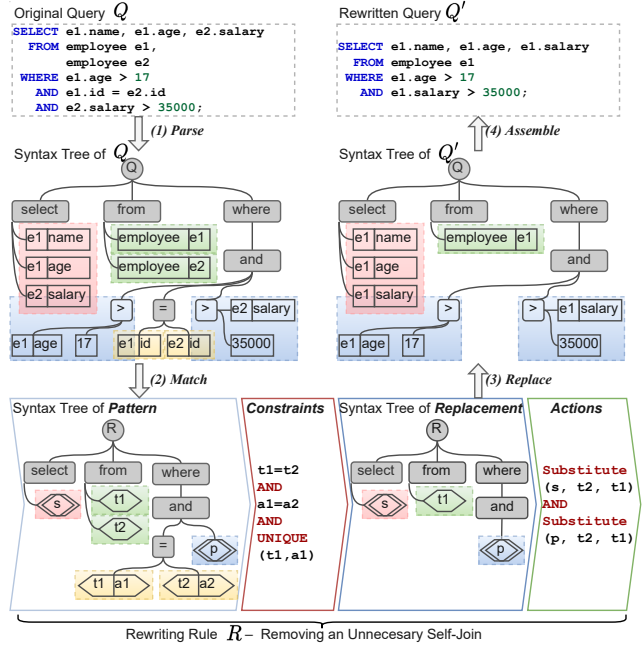 Original Query Q
SELECT e1.name, e1.age, e2.salary
FROM employee e1,
employee e2
WHERE e1.age > 17
AND e1.id = e2.id
AND e2.salary > 35000;
Rewritten Query Q'
SELECT e1.name, e1.age, e1.salary
FROM employee e1
WHERE e1.age > 17
AND e1.salary > 35000;
(1) Parse
(4) Assemble
Syntax Tree of Q
Q
select from where
e1 name
e1 age
e2 salary
employee e1
employee e2
and
> = >
e1 age 17
e1 id e2 id
e2 salary
35000
Syntax Tree of Q'
Q
select from where
e1 name
e1 age
e1 salary
employee e1
and
> >
e1 age 17
e1 salary
35000
(2) Match
(3) Replace
Syntax Tree of Pattern
R
select from where
s
t1
t2
and
= p
t1 a1 t2 a2
Constraints
t1=t2
AND
a1=a2
AND
UNIQUE
(t1,a1)
Syntax Tree of Replacement
R
select from where
s t1 and
p
Actions
Substitute
(s, t2, t1)
AND
Substitute
(p, t2, t1)
Rewriting Rule R – Removing an Unnecesary Self-Join